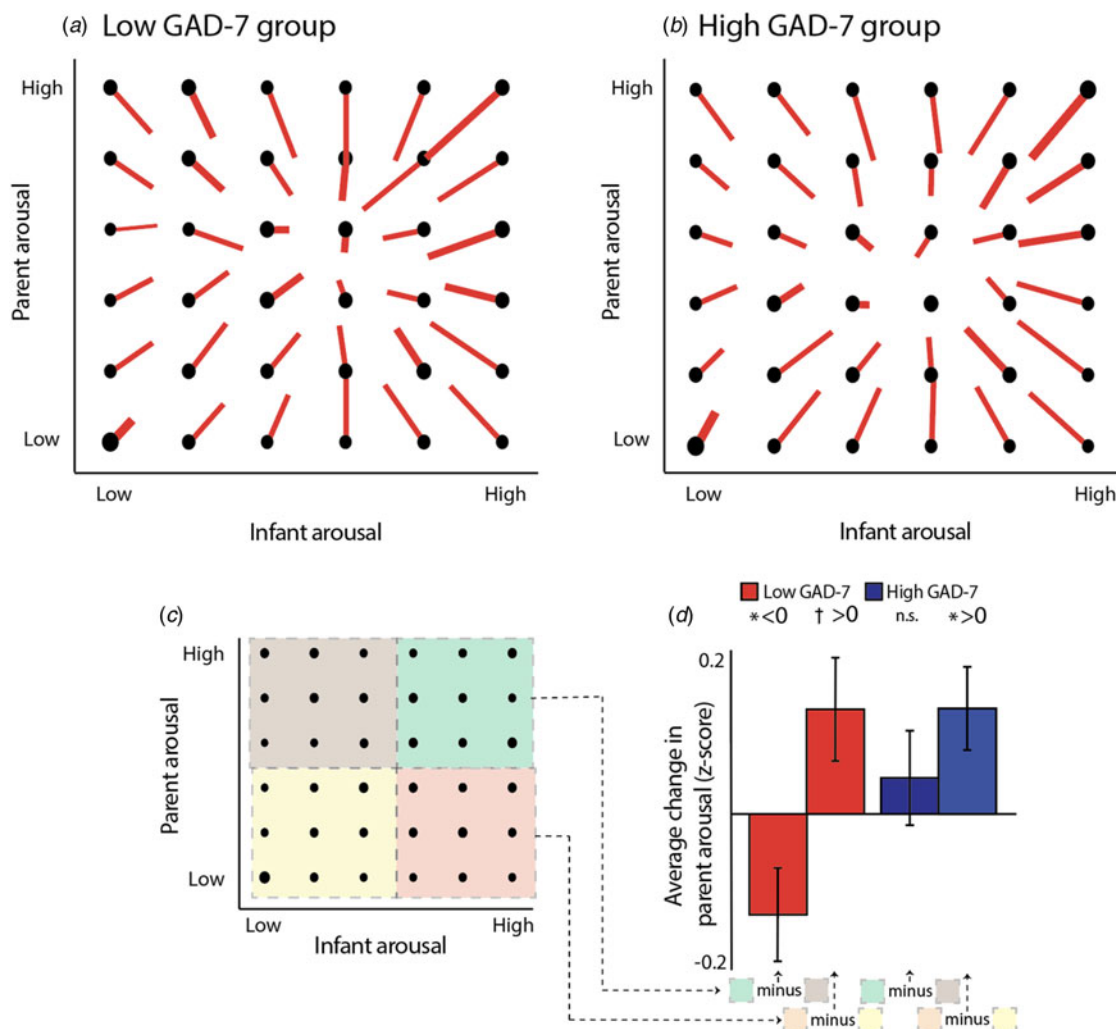 (a) Low GAD-7 group
High
Parent arousal
Low
Low High
Infant arousal
(b) High GAD-7 group
High
Parent arousal
Low
Low High
Infant arousal
(c)
High
Parent arousal
Low
Low High
Infant arousal
(d)
Low GAD-7 High GAD-7
*<0 † >0 n.s. *>0
0.2
Average change in
parent arousal (z-score)
-0.2
minus minus
minus minus